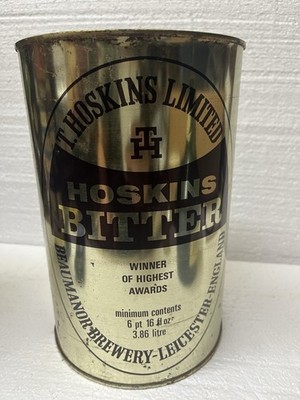 T HOSKINS LIMITED
TH
HOSKINS
BITTER
WINNER
OF HIGHEST
AWARDS
minimum contents
6 pt 16 fl oz
3.86 litre
BEAUMANOR-BREWERY-LEICESTER-ENGLAND